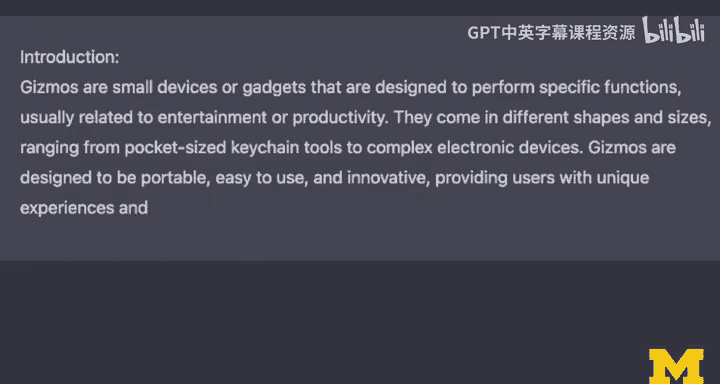 GPT中英字幕课程资源 bilibili
Introduction:
Gizmos are small devices or gadgets that are designed to perform specific functions,
usually related to entertainment or productivity. They come in different shapes and sizes,
ranging from pocket-sized keychain tools to complex electronic devices. Gizmos are
designed to be portable, easy to use, and innovative, providing users with unique
experiences and
M